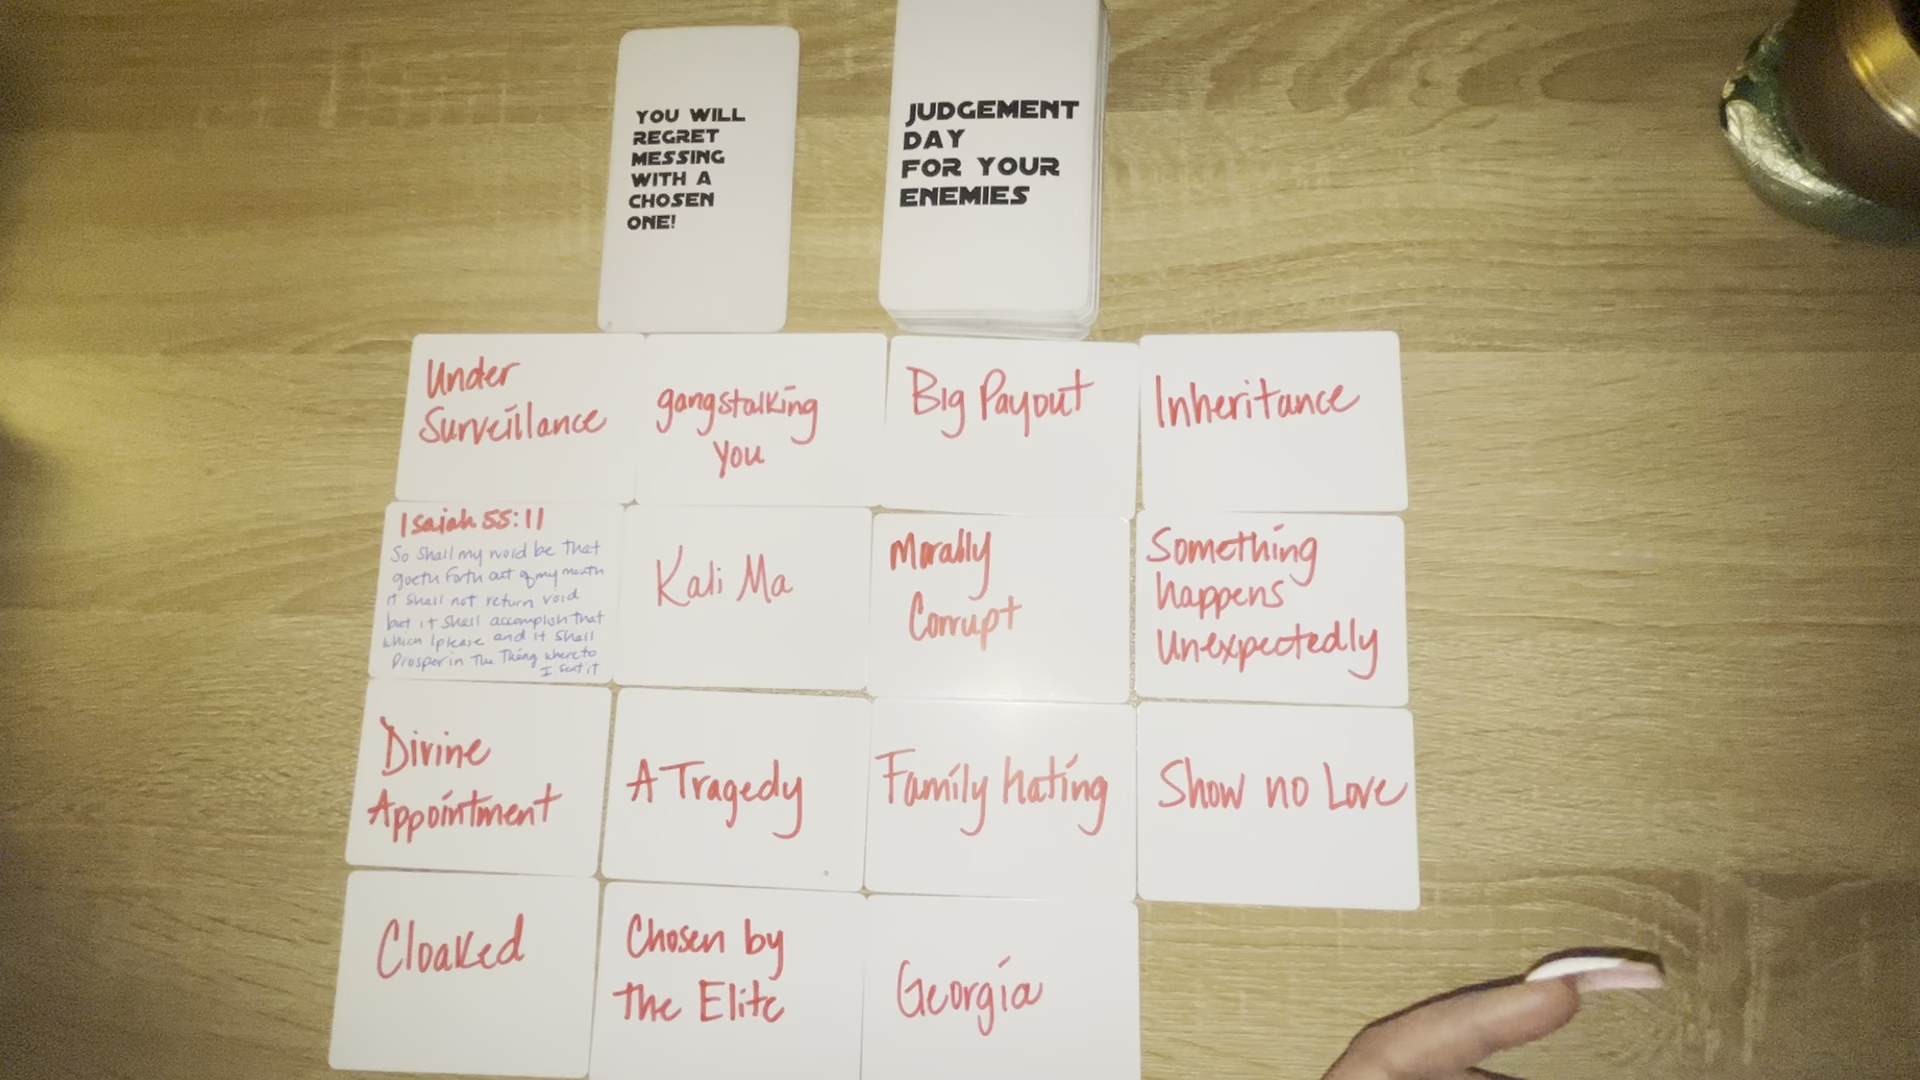 YOU WILL
REGRET
MESSING
WITH A
CHOSEN
ONE!
JUDGEMENT
DAY
FOR YOUR
ENEMIES
Under
Surveillance
gangstalking
You
Big Payout
Inheritance
Isaiah 55:11
So shall my word be that
goeth forth out of my mouth
it shall not return void
but it shall accomplish that
which I please and it shall
Prosper in The Thing whereto
I sent it
Kali Ma
Morally
Corrupt
Something
happens
Unexpectedly
Divine
Appointment
A Tragedy
Family hating
Show no Love
Cloaked
Chosen by
the Elite
Georgia